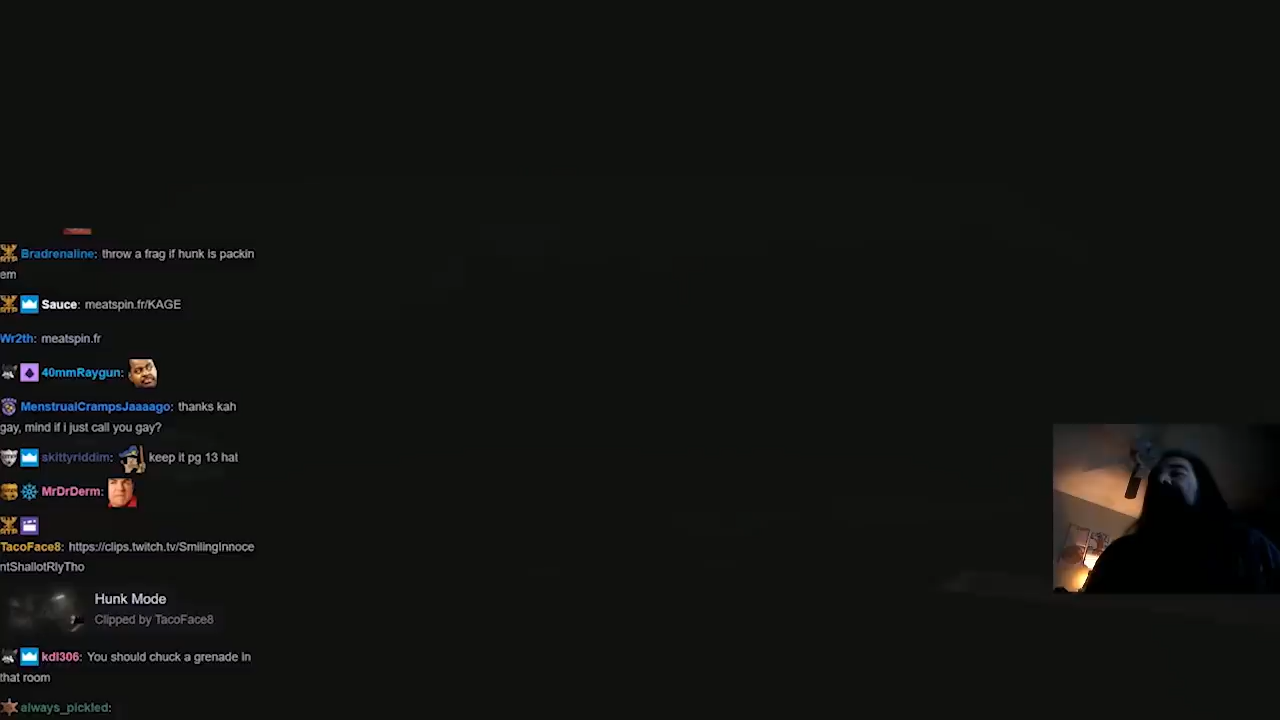 Bradrenaline: throw a frag if hunk is packin
em
Sauce: meatspin.fr/KAGE
Wr2th: meatspin.fr
40mmRaygun:
MenstrualCrampsJaaaago: thanks kah
gay, mind if i just call you gay?
skittyriddim: keep it pg 13 hat
MrDrDerm:
TacoFace8: https://clips.twitch.tv/SmilingInnoce
ntShallotRlyTho
Hunk Mode
Clipped by TacoFace8
kdl306: You should chuck a grenade in
that room
always_pickled: